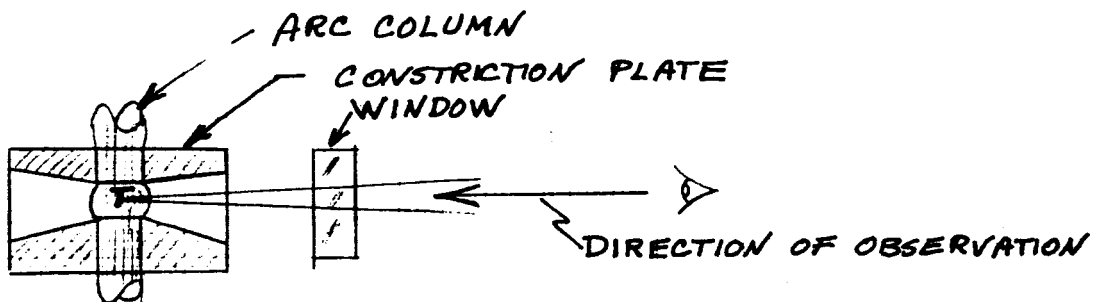 ARC COLUMN
CONSTRICTION PLATE
WINDOW
DIRECTION OF OBSERVATION